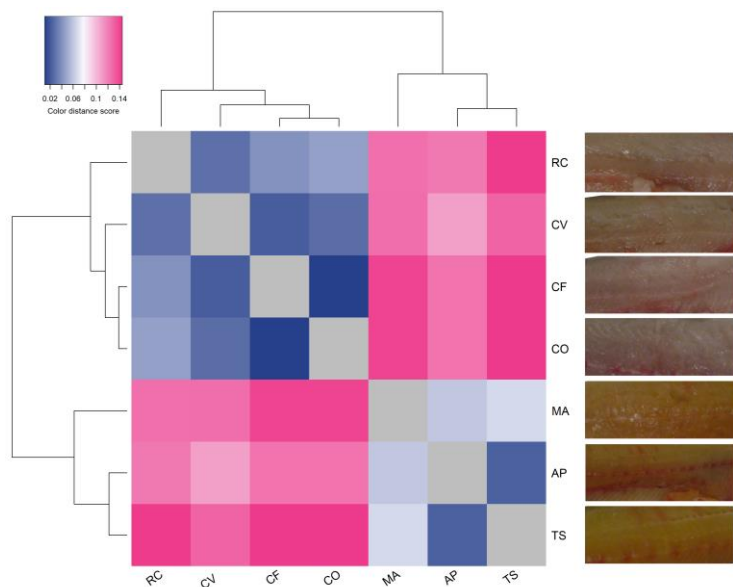 0.02 0.06 0.1 0.14
Color distance score
RC
CV
CF
CO
MA
AP
TS
RC CV CF CO MA AP TS